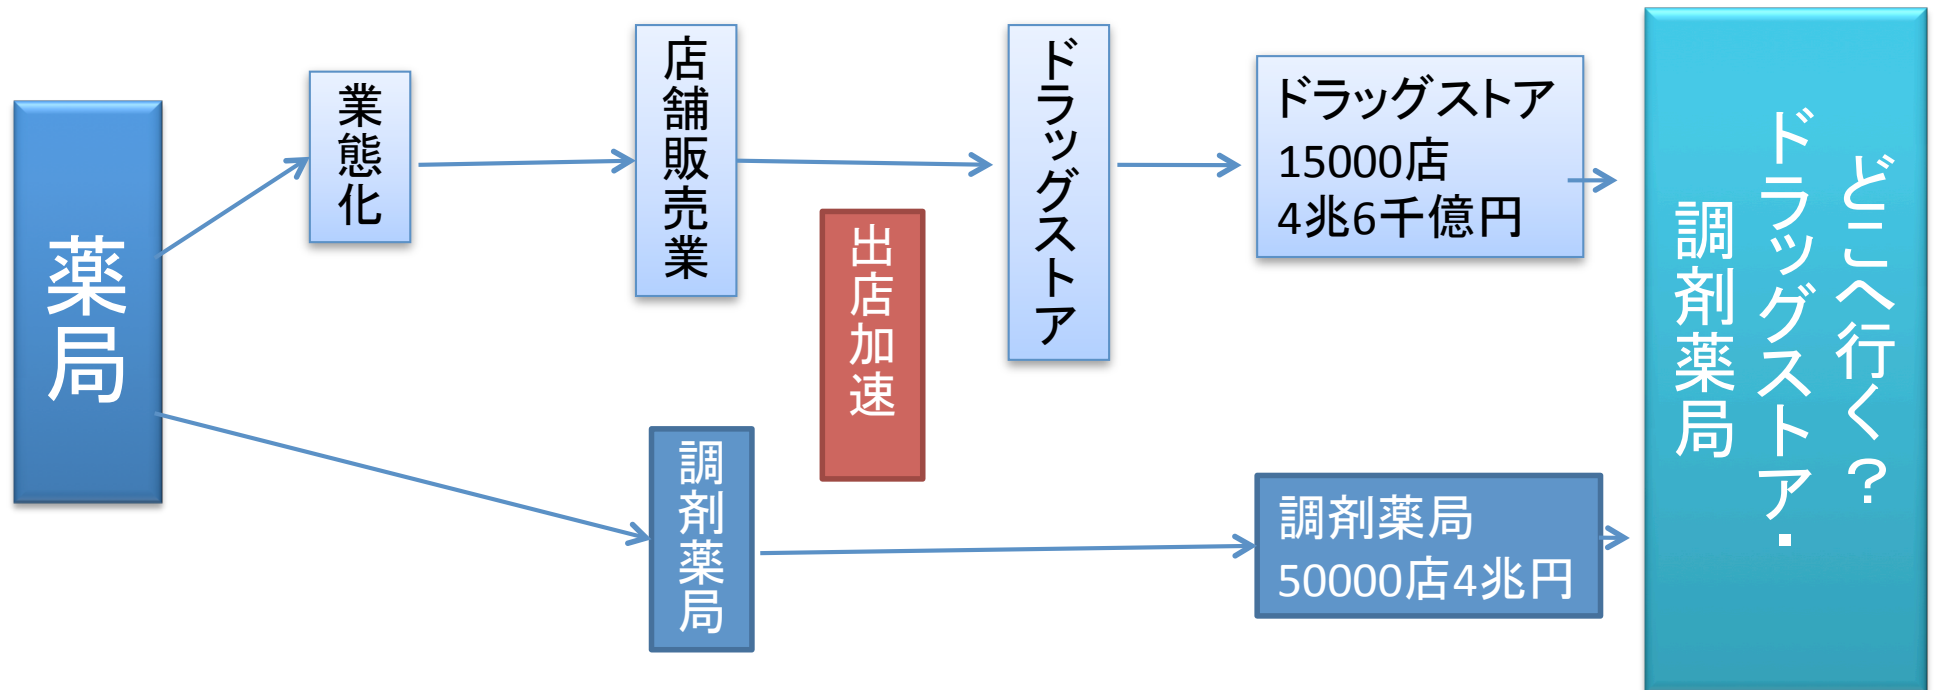 薬局
業態化
店舗販売業
出店加速
ドラッグストア
ドラッグストア
15000店
4兆6千億円
調剤薬局
調剤薬局
50000店4兆円
どこへ行く？
ドラッグストア・
調剤薬局